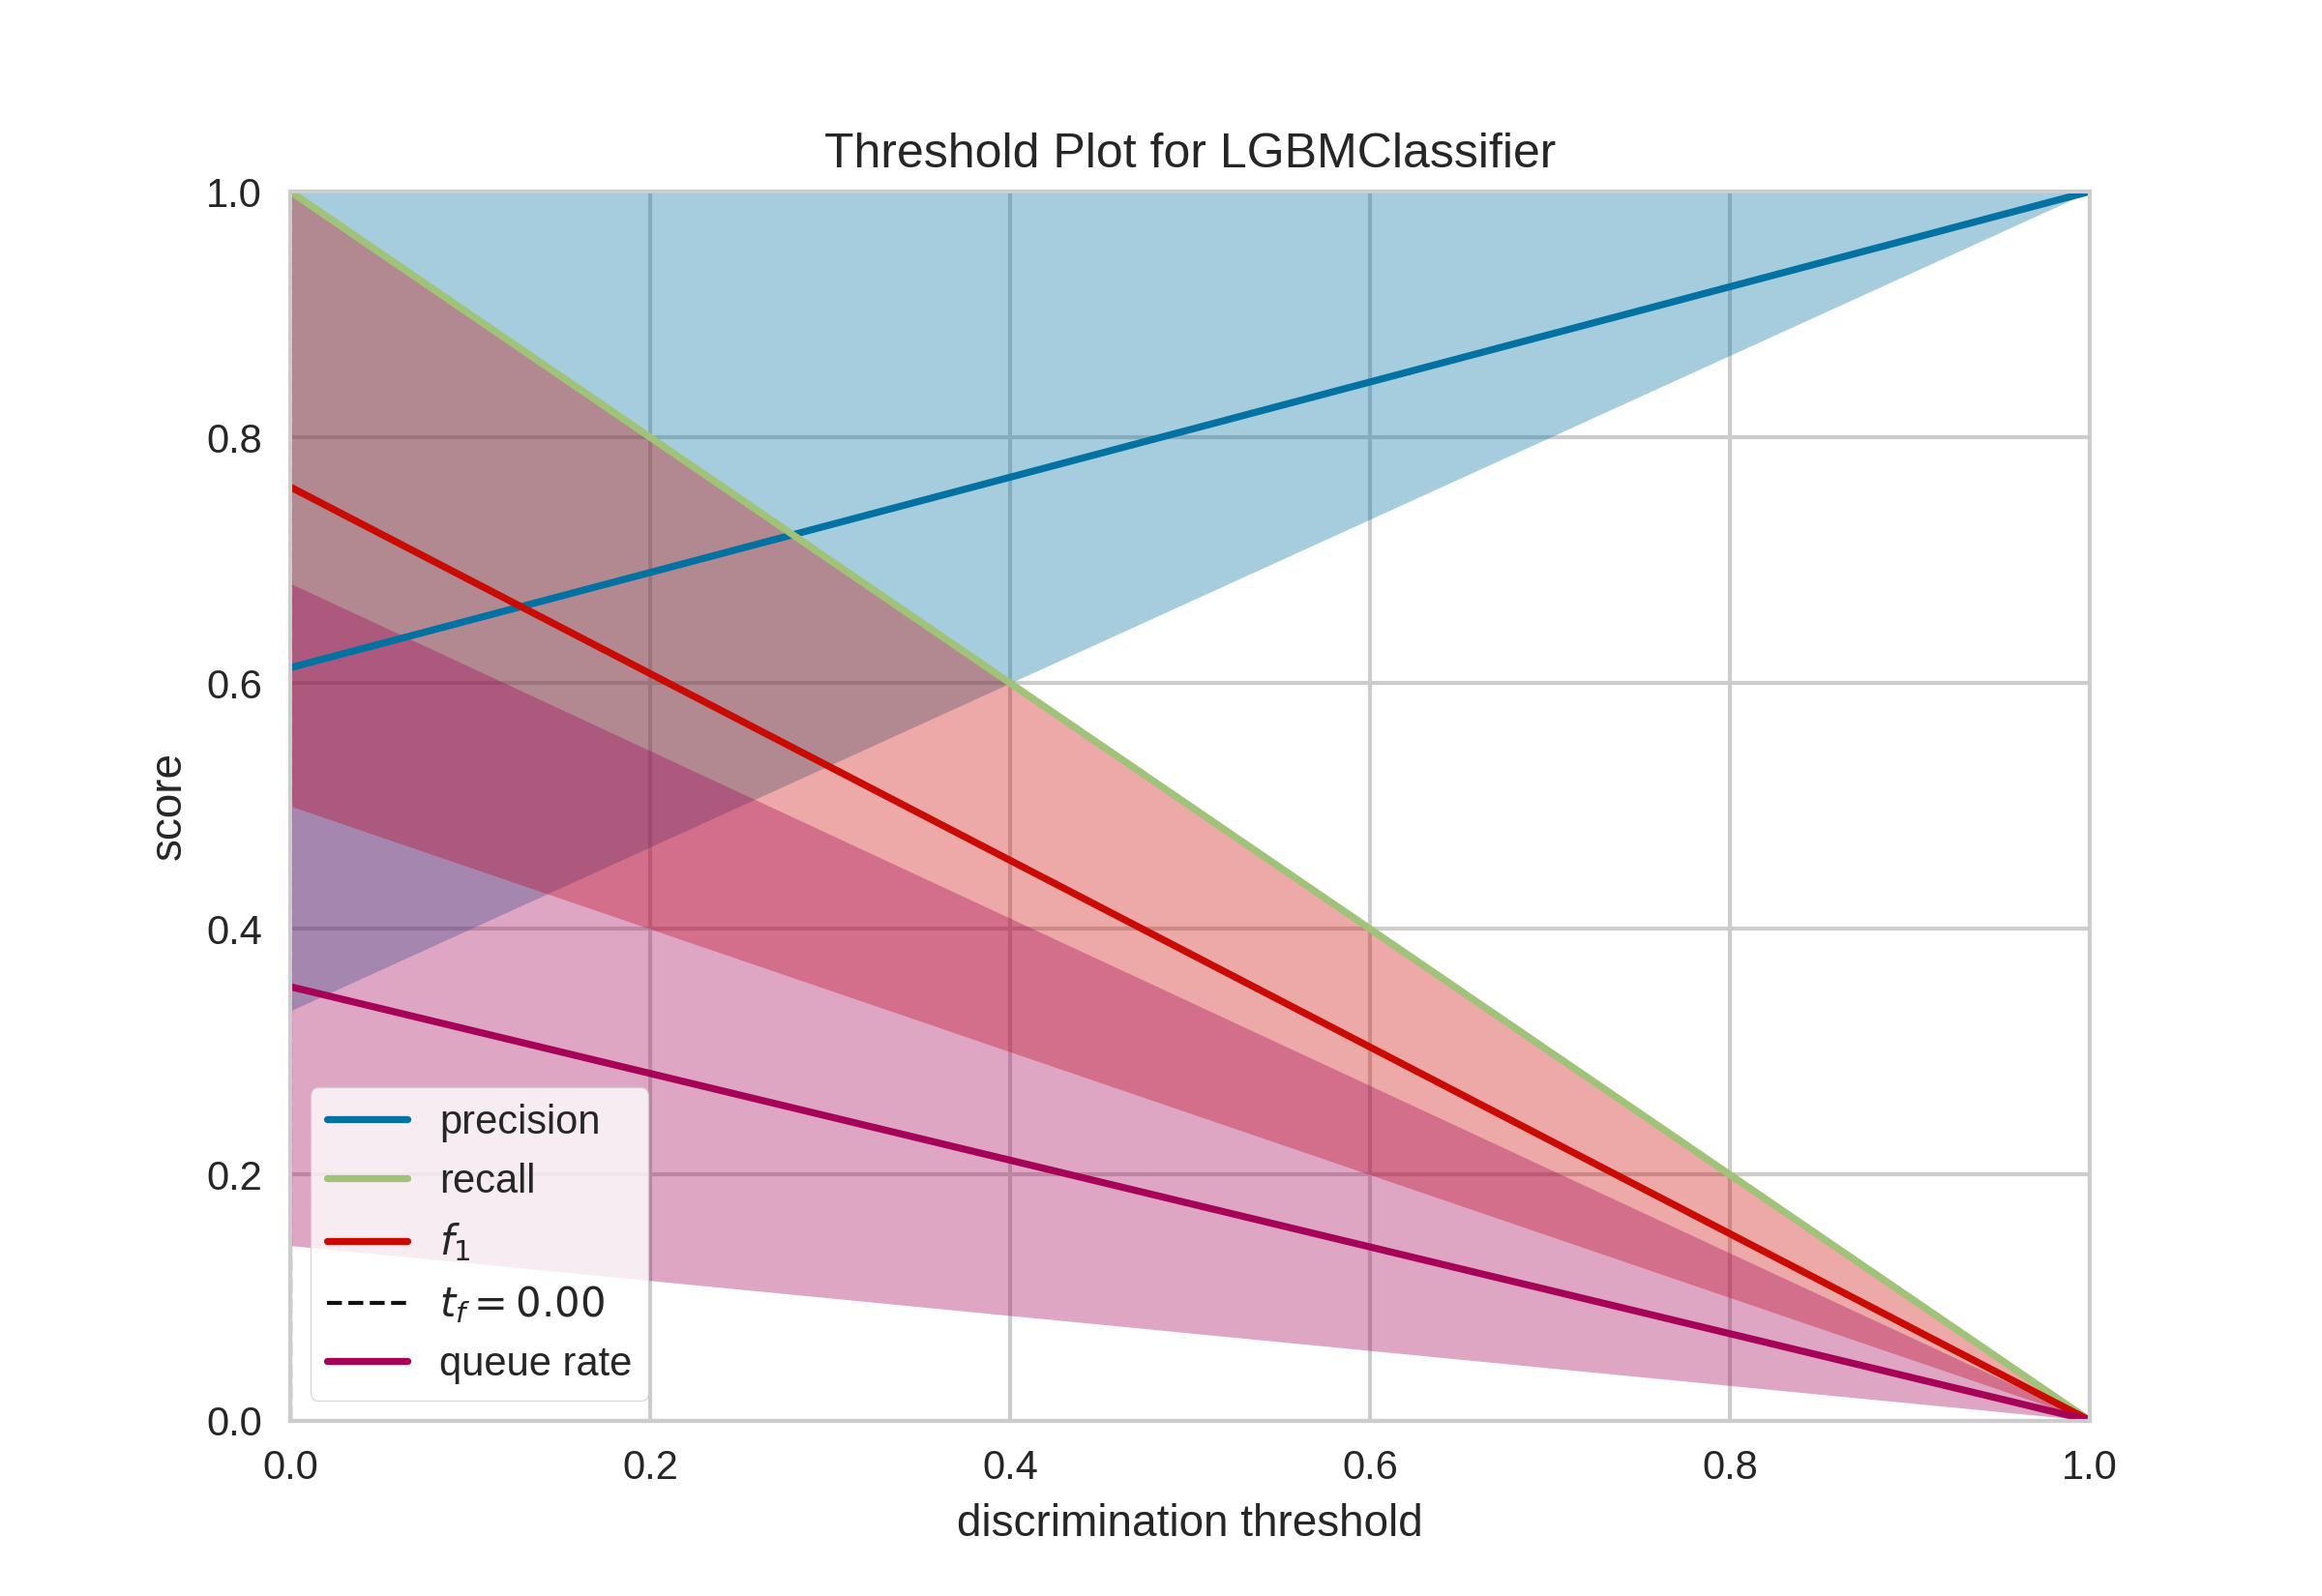 Threshold Plot for LGBMClassifier
1.0
0.8
0.6
0.4
0.2
0.0
score
precision
recall
f1
tf = 0.00
queue rate
0.0 0.2 0.4 0.6 0.8 1.0
discrimination threshold